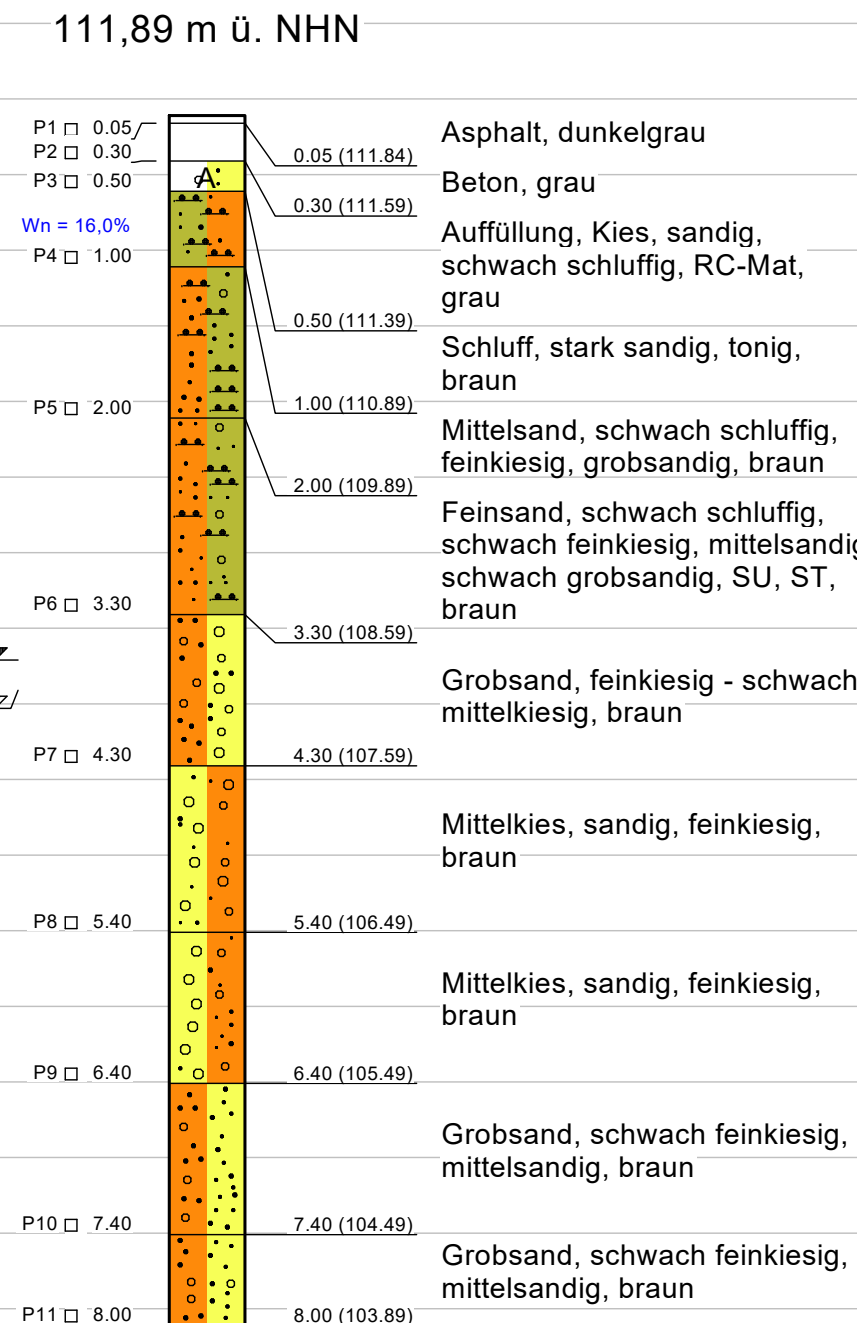 111,89 m ü. NHN
P1 0.05
P2 0.30
P3 0.50
Wn = 16,0%
P4 1.00
P5 2.00
P6 3.30
P7 4.30
P8 5.40
P9 6.40
P10 7.40
P11 8.00
A
0.05 (111.84)
0.30 (111.59)
0.50 (111.39)
1.00 (110.89)
2.00 (109.89)
3.30 (108.59)
4.30 (107.59)
5.40 (106.49)
6.40 (105.49)
7.40 (104.49)
8.00 (103.89)
Asphalt, dunkelgrau
Beton, grau
Auffüllung, Kies, sandig,
schwach schluffig, RC-Mat,
grau
Schluff, stark sandig, tonig,
braun
Mittelsand, schwach schluffig,
feinkiesig, grobsandig, braun
Feinsand, schwach schluffig,
schwach feinkiesig, mittelsandig
schwach grobsandig, SU, ST,
braun
Grobsand, feinkiesig - schwach
mittelkiesig, braun
Mittelkies, sandig, feinkiesig,
braun
Mittelkies, sandig, feinkiesig,
braun
Grobsand, schwach feinkiesig,
mittelsandig, braun
Grobsand, schwach feinkiesig,
mittelsandig, braun